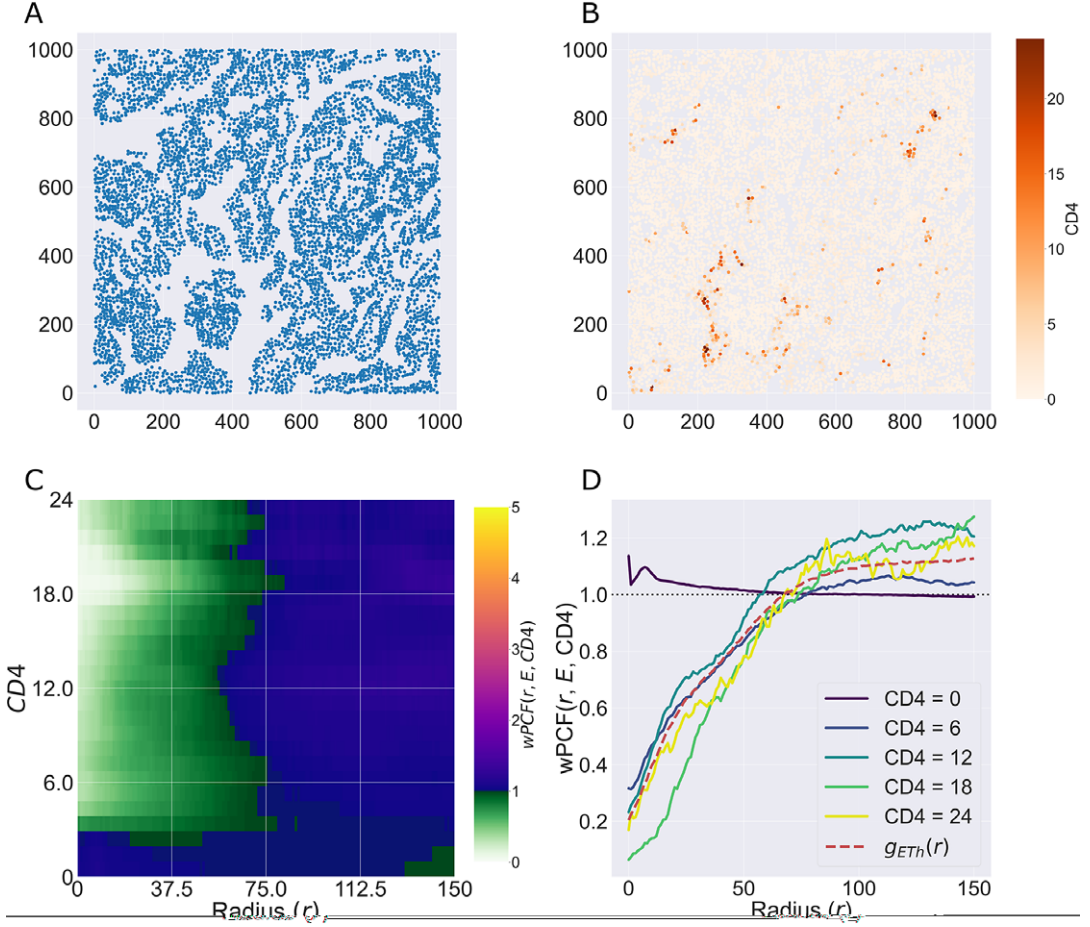 A
B
1000
800
600
400
200
0
0 200 400 600 800 1000
1000
800
600
400
200
0
0 200 400 600 800 1000
20
15
10
5
0
CD4
C
D
24
18.0
12.0
6.0
0
CD4
0 37.5 75.0 112.5 150
Radius (r)
5
4
3
2
1
0
wPCF(r, E, CD4)
1.2
1.0
0.8
0.6
0.4
0.2
wPCF(r, E, CD4)
0 50 100 150
Radius (r)
CD4 = 0
CD4 = 6
CD4 = 12
CD4 = 18
CD4 = 24
gETh(r)